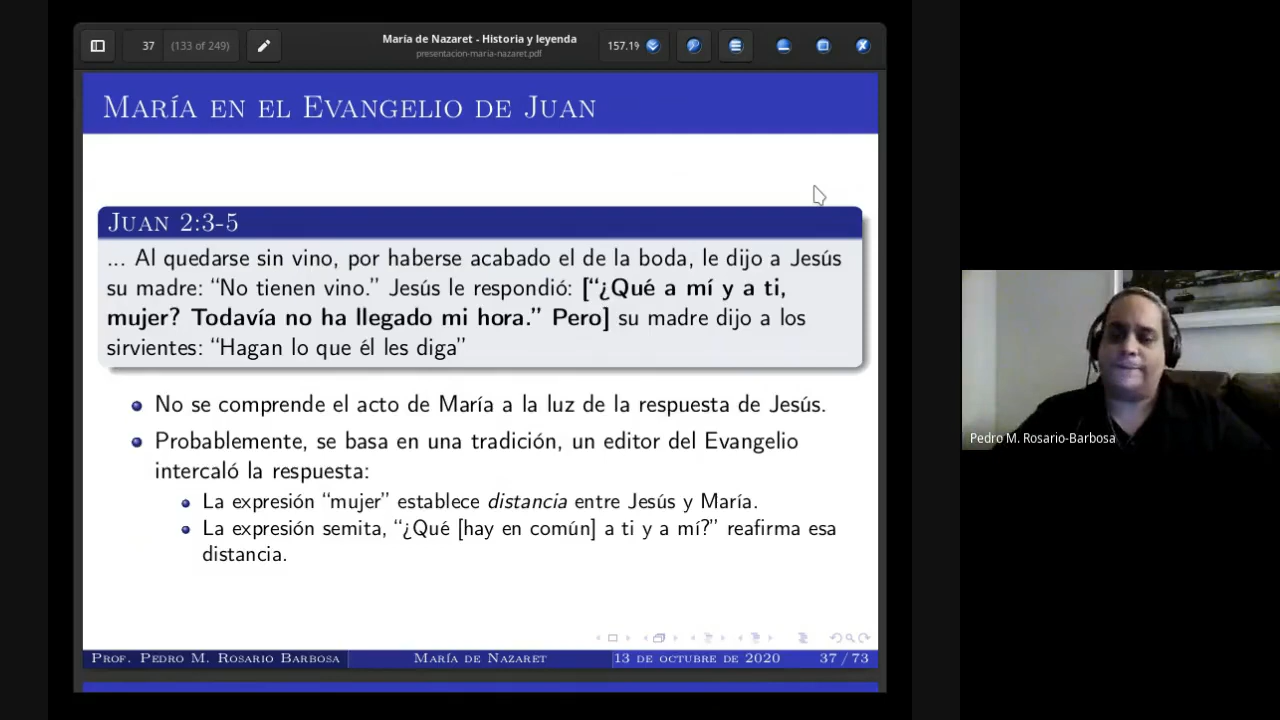 37 (133 of 249)
María de Nazaret - Historia y leyenda
presentacion-maria-nazaret.pdf
157.19
María en el Evangelio de Juan
Juan 2:3-5
... Al quedarse sin vino, por haberse acabado el de la boda, le dijo a Jesús
su madre: “No tienen vino.” Jesús le respondió: [“¿Qué a mí y a ti,
mujer? Todavía no ha llegado mi hora.” Pero] su madre dijo a los
sirvientes: “Hagan lo que él les diga”
No se comprende el acto de María a la luz de la respuesta de Jesús.
Probablemente, se basa en una tradición, un editor del Evangelio
intercaló la respuesta:
La expresión “mujer” establece distancia entre Jesús y María.
La expresión semita, “¿Qué [hay en común] a ti y a mí?” reafirma esa
distancia.
Prof. Pedro M. Rosario Barbosa María de Nazaret 13 de octubre de 2020 37 / 73
Pedro M. Rosario-Barbosa